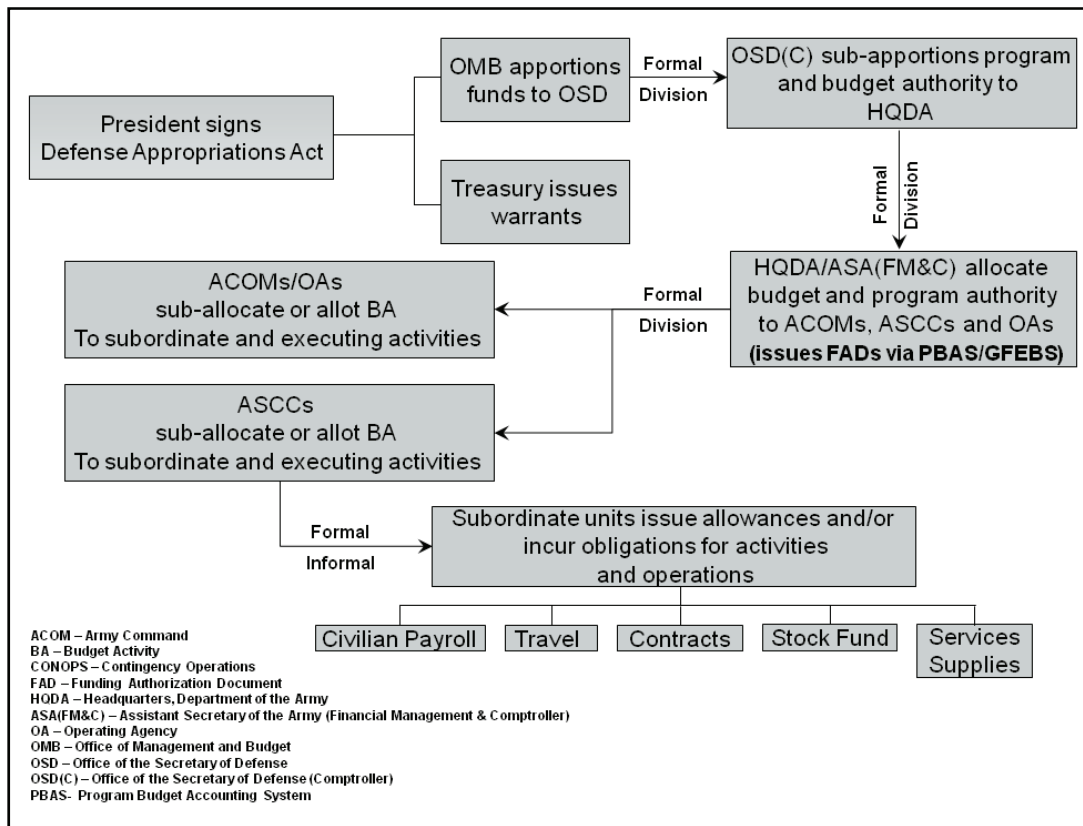 President signs
Defense Appropriations Act
OMB apportions
funds to OSD
Formal
Division
OSD(C) sub-apportions program
and budget authority to
HQDA
Treasury issues
warrants
Formal
Division
HQDA/ASA(FM&C) allocate
budget and program authority
to ACOMs, ASCCs and OAs
(issues FADs via PBAS/GFEBS)
Formal
Division
ACOMs/OAs
sub-allocate or allot BA
To subordinate and executing activities
ASCCs
sub-allocate or allot BA
To subordinate and executing activities
Formal
Informal
Subordinate units issue allowances and/or
incur obligations for activities
and operations
Civilian Payroll
Travel
Contracts
Stock Fund
Services
Supplies
ACOM – Army Command
BA – Budget Activity
CONOPS – Contingency Operations
FAD – Funding Authorization Document
HQDA – Headquarters, Department of the Army
ASA(FM&C) – Assistant Secretary of the Army (Financial Management & Comptroller)
OA – Operating Agency
OMB – Office of Management and Budget
OSD – Office of the Secretary of Defense
OSD(C) – Office of the Secretary of Defense (Comptroller)
PBAS- Program Budget Accounting System